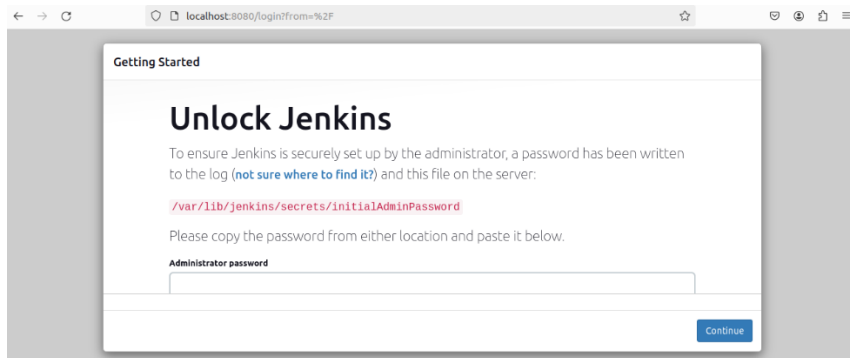 localhost:8080/login?from=%2F
Getting Started
Unlock Jenkins
To ensure Jenkins is securely set up by the administrator, a password has been written
to the log (not sure where to find it?) and this file on the server:
/var/lib/jenkins/secrets/initialAdminPassword
Please copy the password from either location and paste it below.
Administrator password
Continue